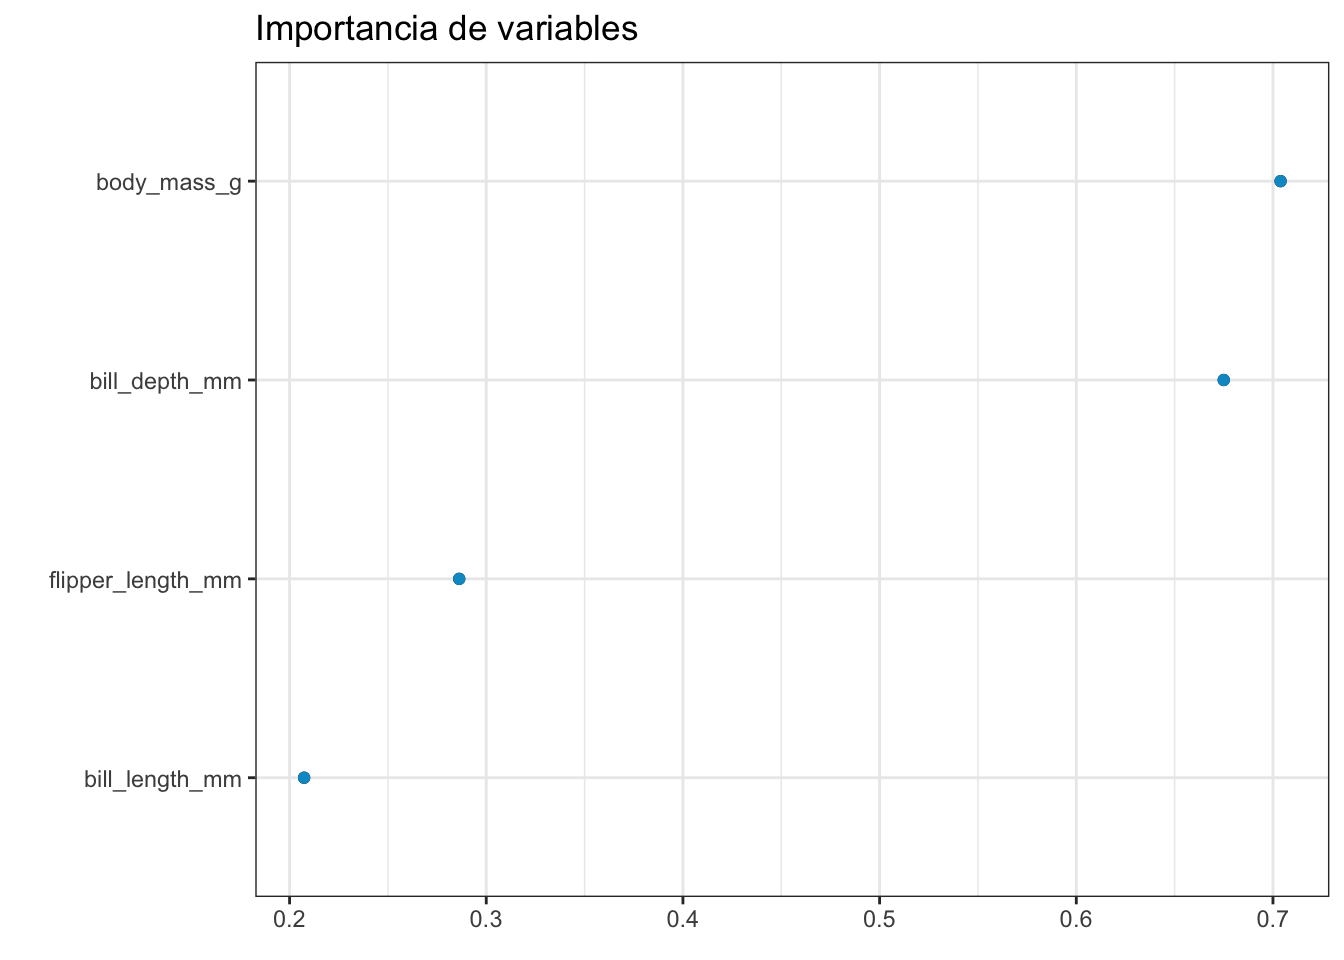 Importancia de variables
body_mass_g
bill_depth_mm
flipper_length_mm
bill_length_mm
0.2 0.3 0.4 0.5 0.6 0.7